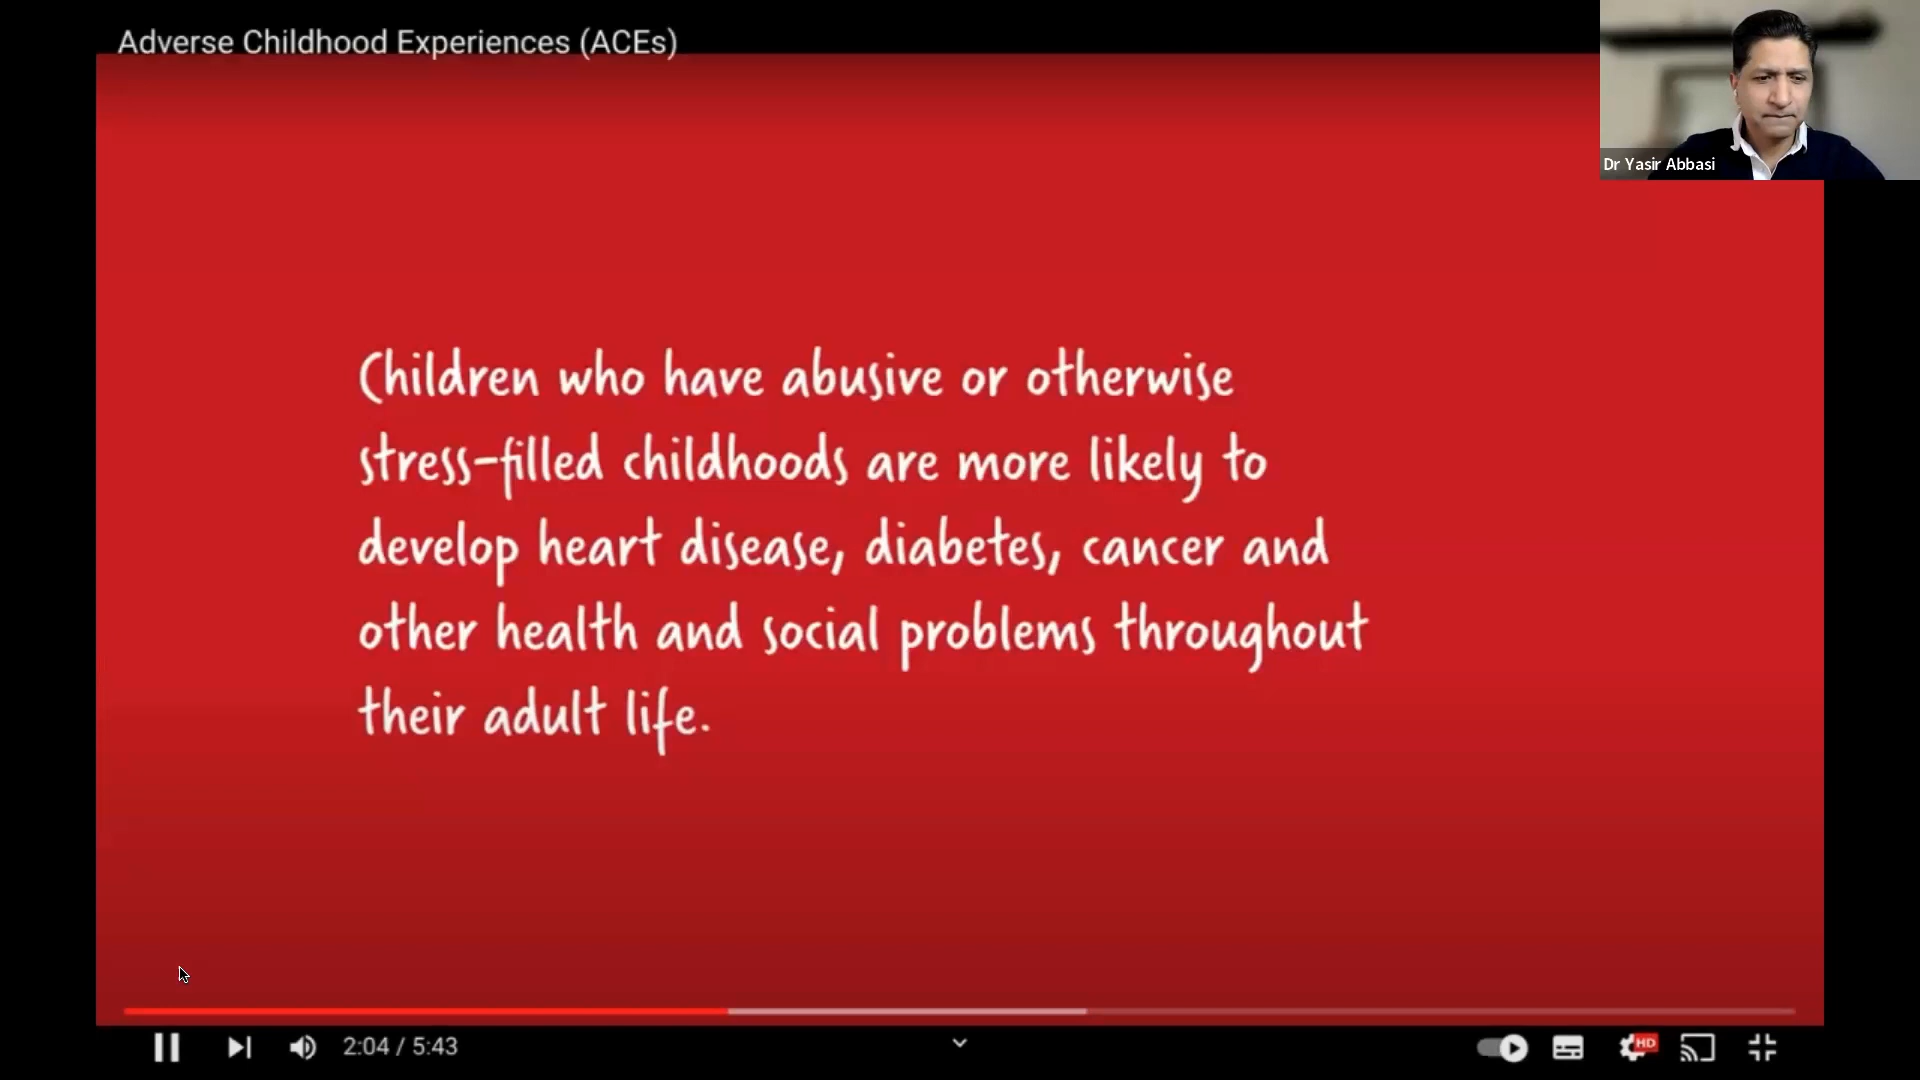 Adverse Childhood Experiences (ACEs)
Dr Yasir Abbasi
Children who have abusive or otherwise
stress-filled childhoods are more likely to
develop heart disease, diabetes, cancer and
other health and social problems throughout
their adult life.
2:04 / 5:43
HD